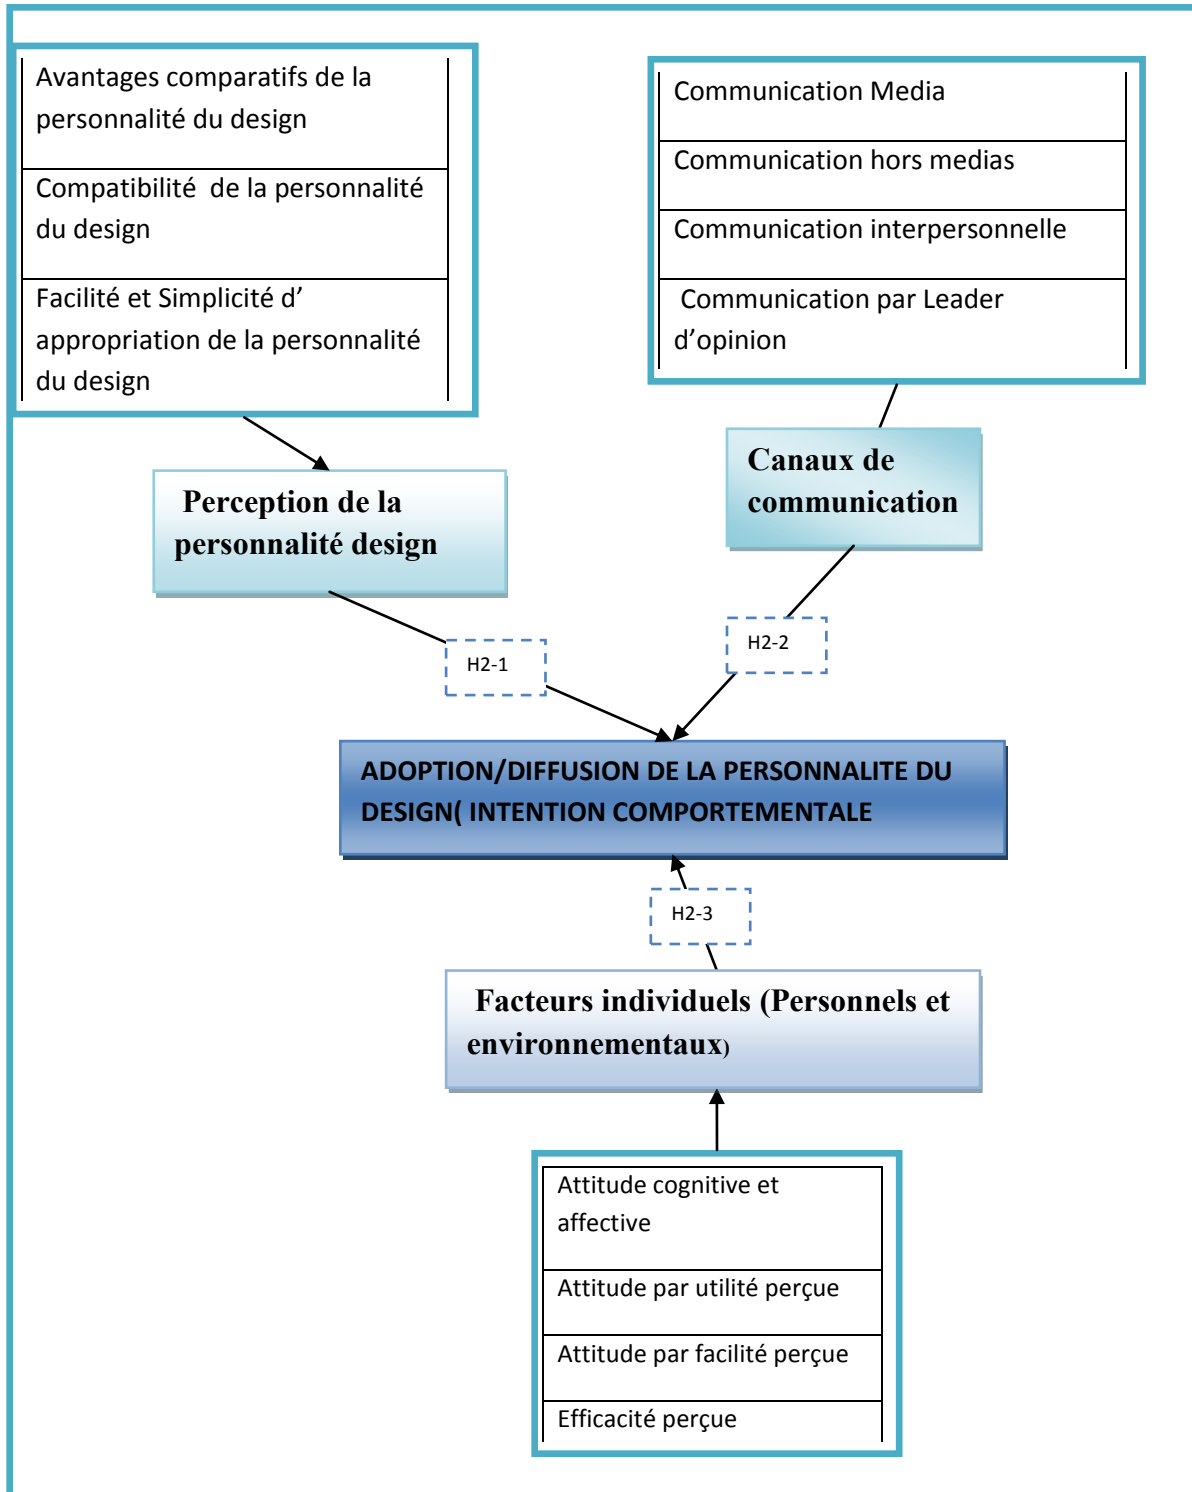 Avantages comparatifs de la
personnalité du design
Compatibilité  de la personnalité
du design
Facilité et Simplicité d’
appropriation de la personnalité
du design
Communication Media
Communication hors medias
Communication interpersonnelle
Communication par Leader
d’opinion
Perception de la
personnalité design
Canaux de
communication
H2-1
H2-2
ADOPTION/DIFFUSION DE LA PERSONNALITE DU
DESIGN( INTENTION COMPORTEMENTALE
H2-3
Facteurs individuels (Personnels et
environnementaux)
Attitude cognitive et
affective
Attitude par utilité perçue
Attitude par facilité perçue
Efficacité perçue